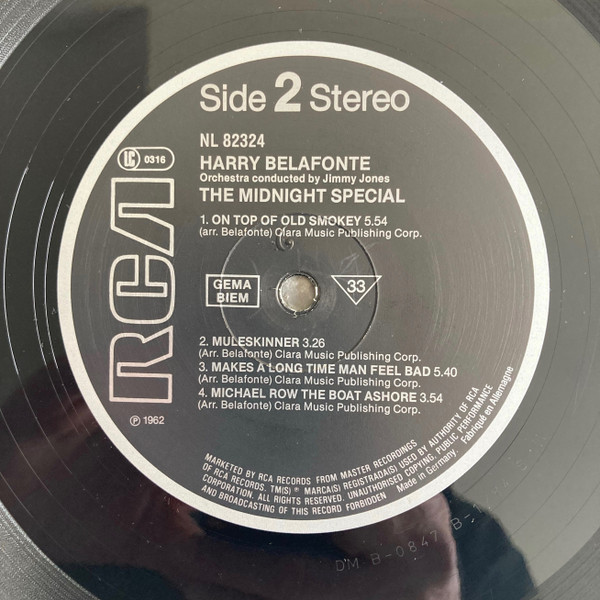 Side 2 Stereo
NL 82324
LC 0316
HARRY BELAFONTE
Orchestra conducted by Jimmy Jones
THE MIDNIGHT SPECIAL
1. ON TOP OF OLD SMOKEY 5.54
(arr. Belafonte) Clara Music Publishing Corp.
RCA
GEMA
BIEM
33
2. MULESKINNER 3.26
(Arr. Belafonte) Clara Music Publishing Corp.
3. MAKES A LONG TIME MAN FEEL BAD 5.40
(Arr. Belafonte) Clara Music Publishing Corp.
4. MICHAEL ROW THE BOAT ASHORE 3.54
(Arr. Belafonte) Clara Music Publishing Corp.
℗ 1962
MARKETED BY RCA RECORDS FROM MASTER RECORDINGS
OF RCA RECORDS. TM(S) ® MARCA(S) REGISTRADA(S) USED BY AUTHORITY OF RCA
CORPORATION. ALL RIGHTS RESERVED. UNAUTHORISED COPYING, PUBLIC PERFORMANCE
AND BROADCASTING OF THIS RECORD FORBIDDEN Made in Germany. Fabriqué en Allemagne
DM B-0847 B-